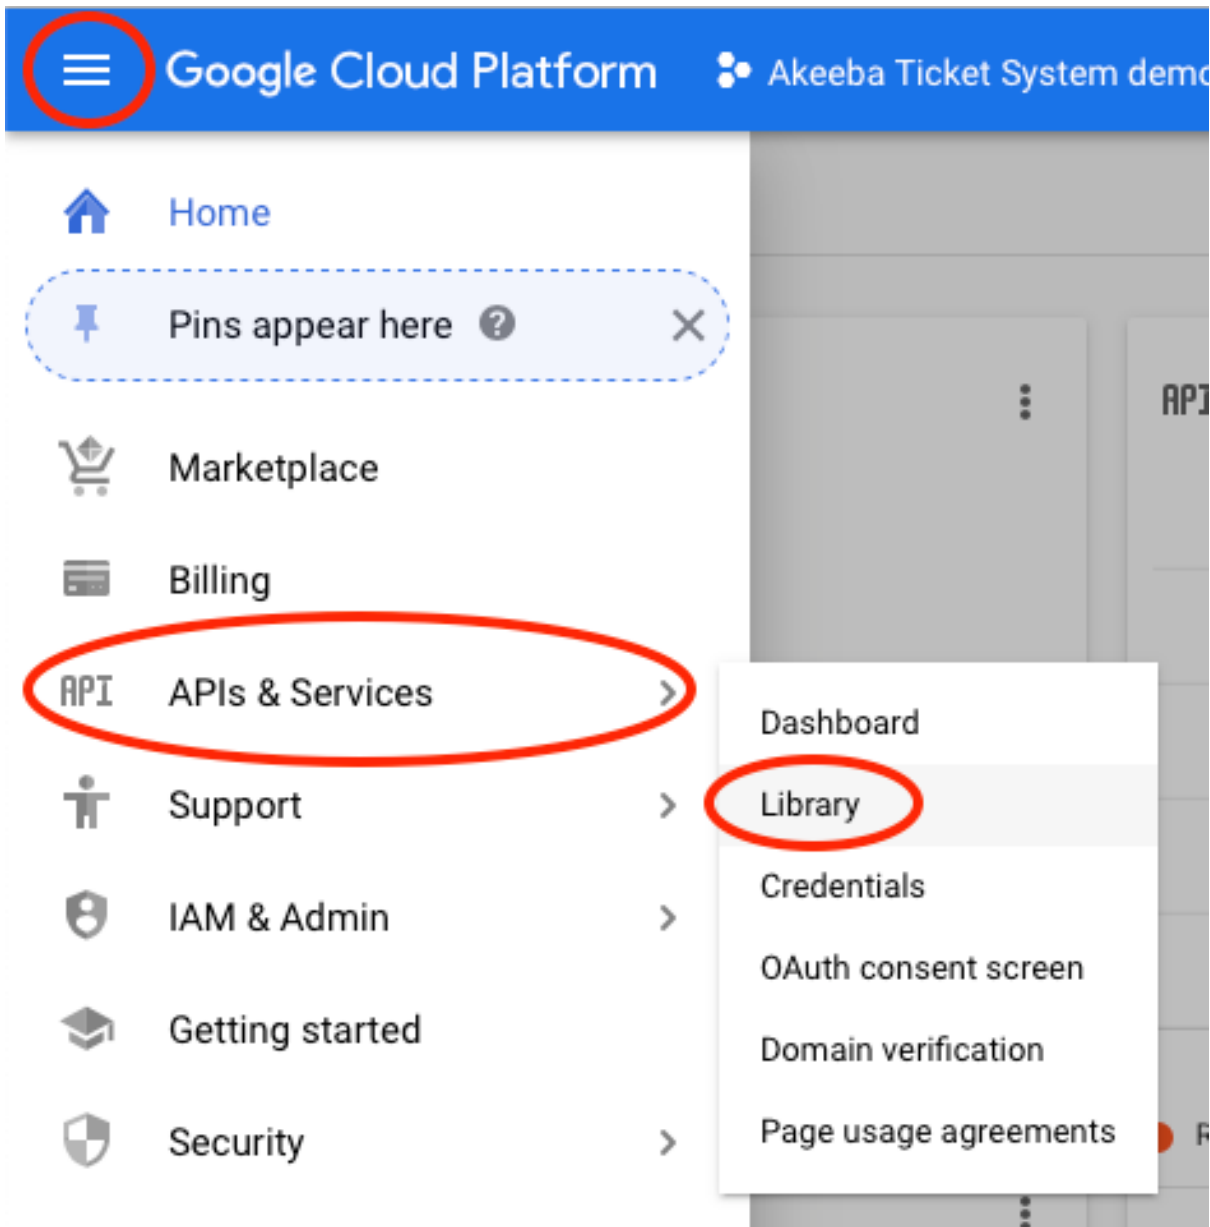 Google Cloud Platform
Akeeba Ticket System demo
Home
Pins appear here
Marketplace
Billing
API APIs & Services
Support
IAM & Admin
Getting started
Security
Dashboard
Library
Credentials
OAuth consent screen
Domain verification
Page usage agreements
API
R